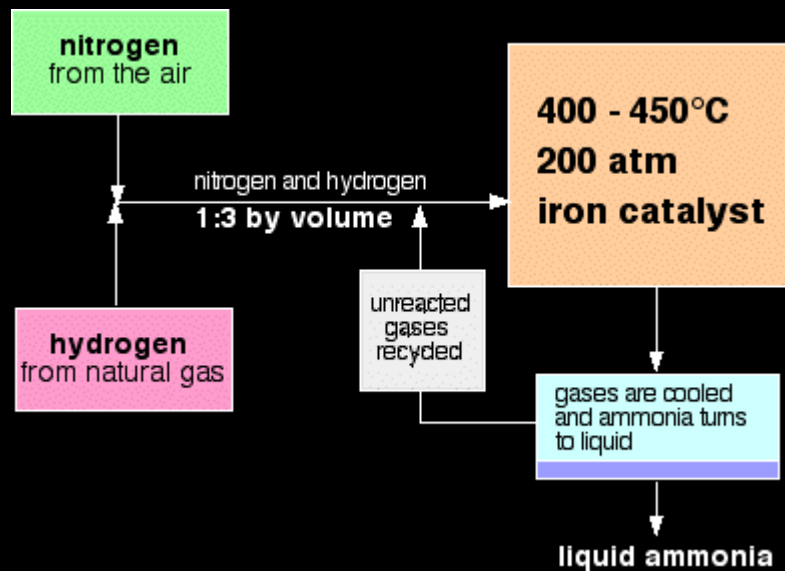 nitrogen
from the air
400 - 450°C
200 atm
iron catalyst
nitrogen and hydrogen
1:3 by volume
unreacted
gases
recycled
hydrogen
from natural gas
gases are cooled
and ammonia turns
to liquid
liquid ammonia